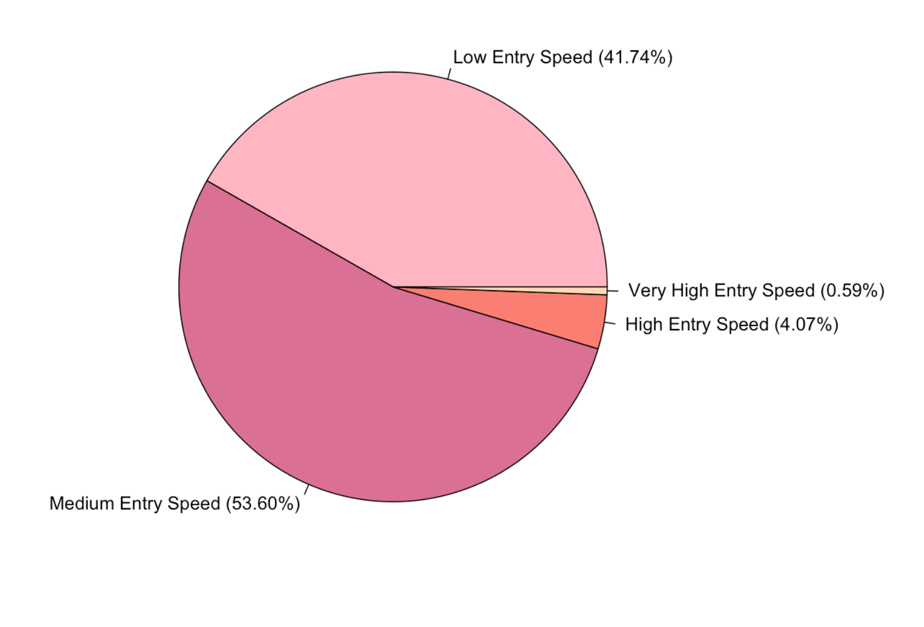 Low Entry Speed (41.74%)
Very High Entry Speed (0.59%)
High Entry Speed (4.07%)
Medium Entry Speed (53.60%)